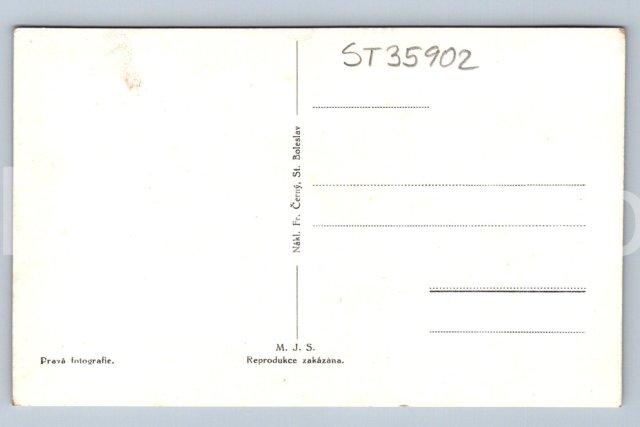 ST35902
Nákl. Fr. Černý, St. Boleslav
M. J. S.
Pravá fotografie.
Reprodukce zakázána.